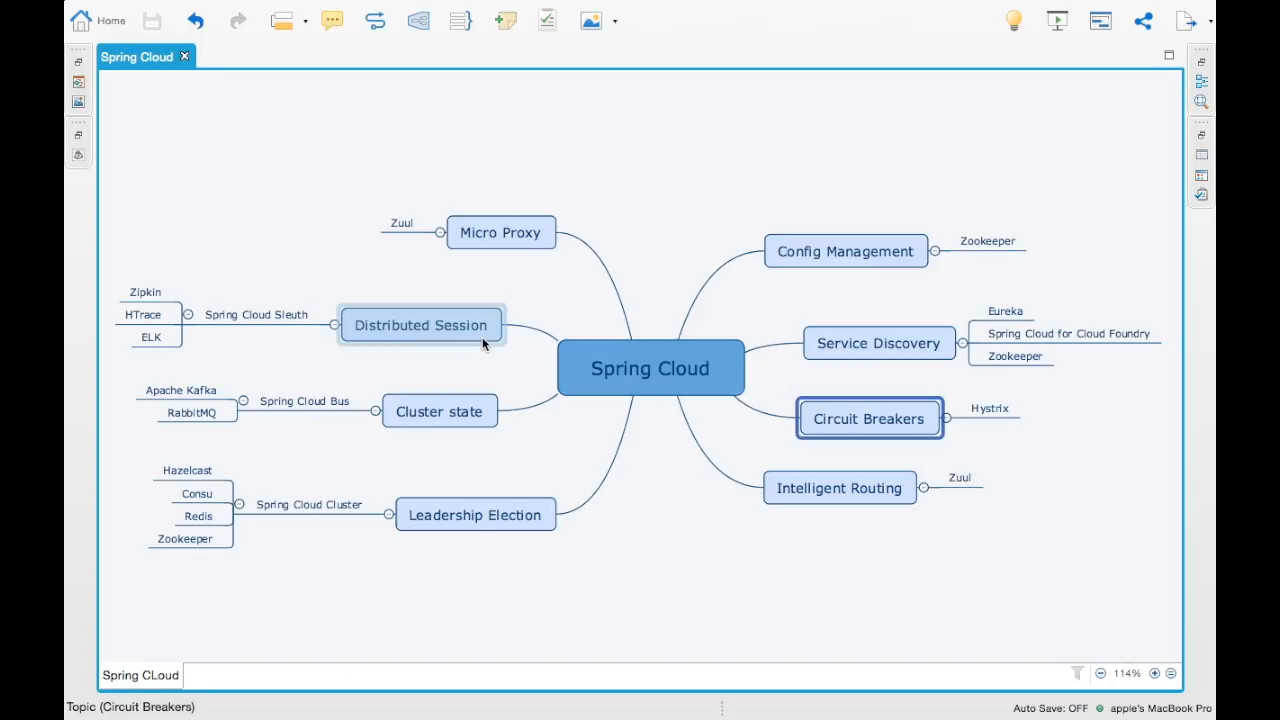 Home
Spring Cloud
Micro Proxy
Zuul
Distributed Session
Spring Cloud Sleuth
Zipkin
HTrace
ELK
Cluster state
Spring Cloud Bus
Apache Kafka
RabbitMQ
Leadership Election
Spring Cloud Cluster
Hazelcast
Consu
Redis
Zookeeper
Spring Cloud
Config Management
Zookeeper
Service Discovery
Eureka
Spring Cloud for Cloud Foundry
Zookeeper
Circuit Breakers
Hystrix
Intelligent Routing
Zuul
Spring CLoud
114%
Topic (Circuit Breakers)
Auto Save: OFF
apple's MacBook Pro